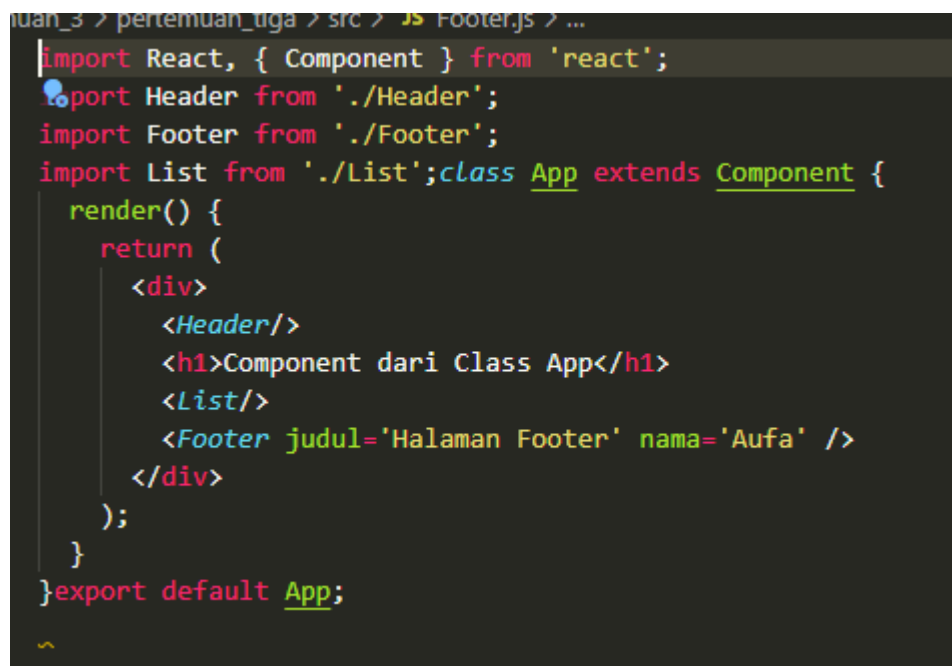 nuan_3 > pertemuan_tiga > src > JS Footer.js > ...
import React, { Component } from 'react';
import Header from './Header';
import Footer from './Footer';
import List from './List';class App extends Component {
render() {
return (
<div>
<Header/>
<h1>Component dari Class App</h1>
<List/>
<Footer judul='Halaman Footer' nama='Aufa' />
</div>
);
}
}export default App;